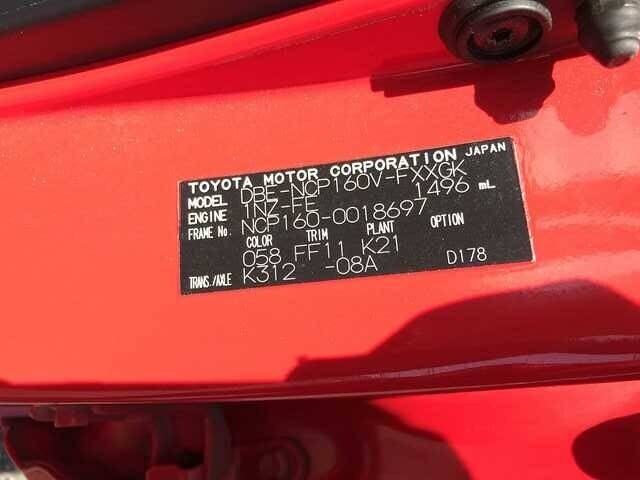 TOYOTA MOTOR CORPORATION JAPAN
MODEL DBE-NCP160V-FXXGK
ENGINE 1NZ-FE 1496 mL
FRAME No. NCP160-0018697
COLOR TRIM PLANT OPTION
058 FF11 K21
TRANS./AXLE K312 -08A D178